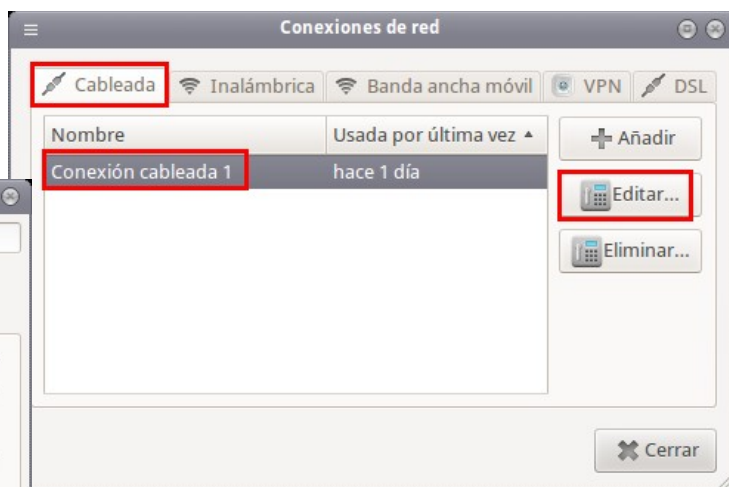 Conexiones de red
Cableada Inalámbrica Banda ancha móvil VPN DSL
Nombre Usada por última vez Añadir
Conexión cableada 1 hace 1 día
Editar...
Eliminar...
Cerrar